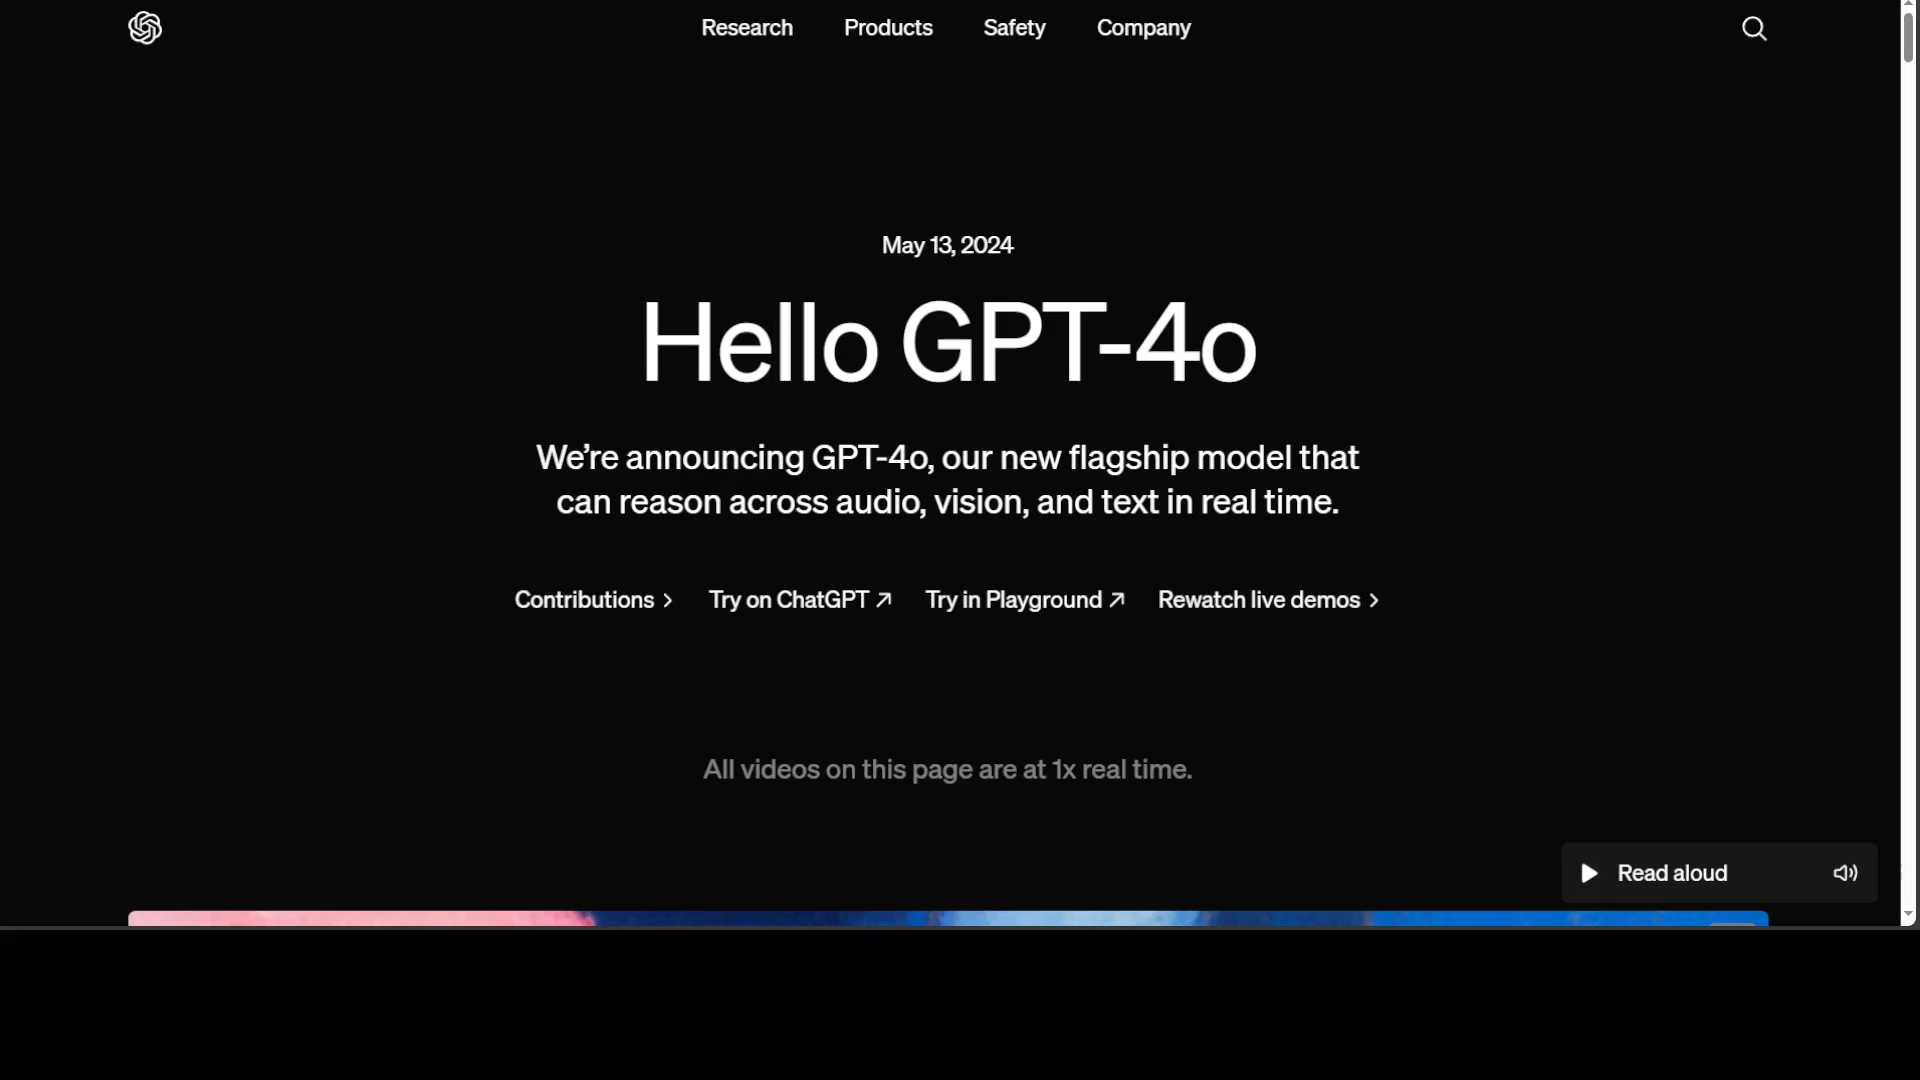 Research Products Safety Company
May 13, 2024
Hello GPT-4o
We’re announcing GPT-4o, our new flagship model that
can reason across audio, vision, and text in real time.
Contributions Try on ChatGPT Try in Playground Rewatch live demos
All videos on this page are at 1x real time.
Read aloud